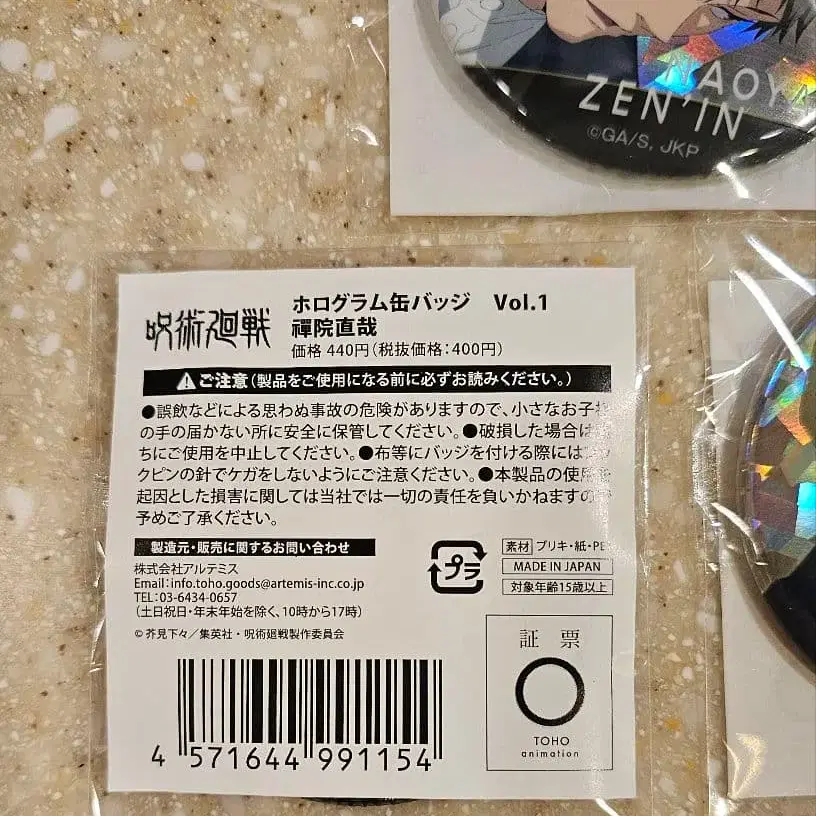 NAOYA
ZEN'IN
©GA/S, JKP
呪術廻戦
ホログラム缶バッジ Vol.1
禪院直哉
価格 440円(税抜価格:400円)
ご注意(製品をご使用になる前に必ずお読みください。)
●誤飲などによる思わぬ事故の危険がありますので、小さなお子
の手の届かない所に安全に保管してください。●破損した場合は
ちにご使用を中止してください。●布等にバッジを付ける際には
クピンの針でケガをしないようにご注意ください。●本製品の使用
起因とした損害に関しては当社では一切の責任を負いかねますの
予めご了承ください。
製造元・販売に関するお問い合わせ
株式会社アルテミス
Email:info.toho.goods@artemis-inc.co.jp
TEL:03-6434-0657
(土日祝日・年末年始を除く、10時から17時)
©芥見下々/集英社・呪術廻戦製作委員会
プラ
素材 ブリキ・紙・PE
MADE IN JAPAN
対象年齢15歳以上
証票
TOHO
animation
4 571644 991154